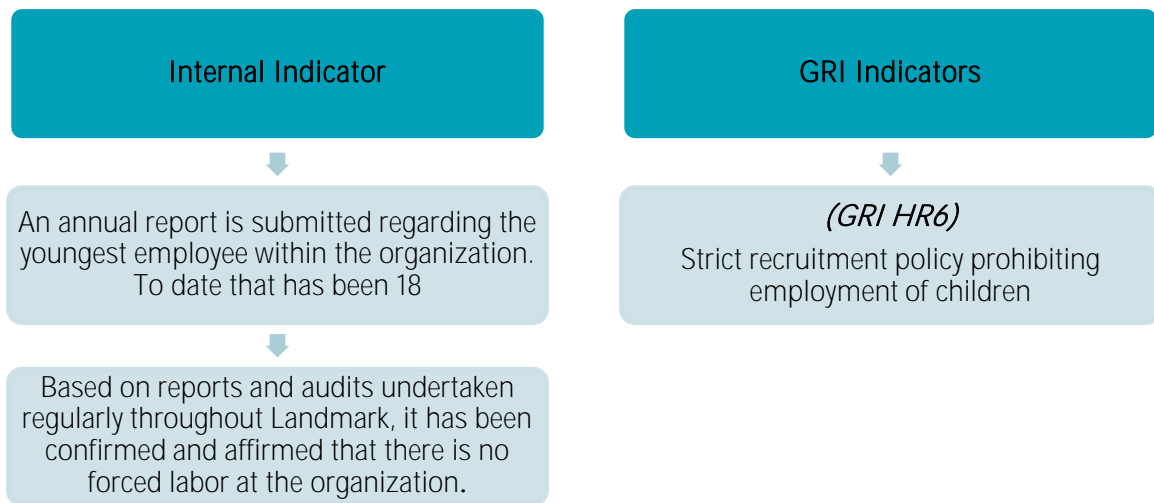 Internal Indicator
An annual report is submitted regarding the
youngest employee within the organization.
To date that has been 18
Based on reports and audits undertaken
regularly throughout Landmark, it has been
confirmed and affirmed that there is no
forced labor at the organization.
GRI Indicators
(GRI HR6)
Strict recruitment policy prohibiting
employment of children